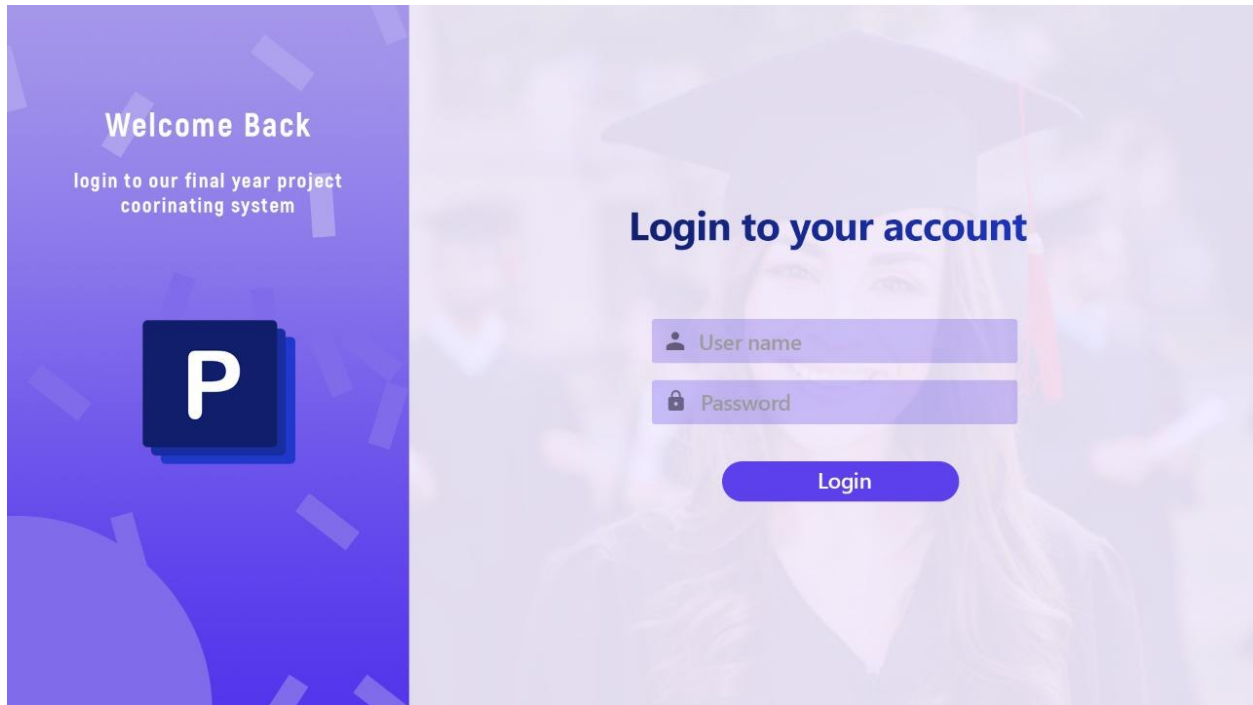 Welcome Back
login to our final year project
coorinating system
P
Login to your account
User name
Password
Login